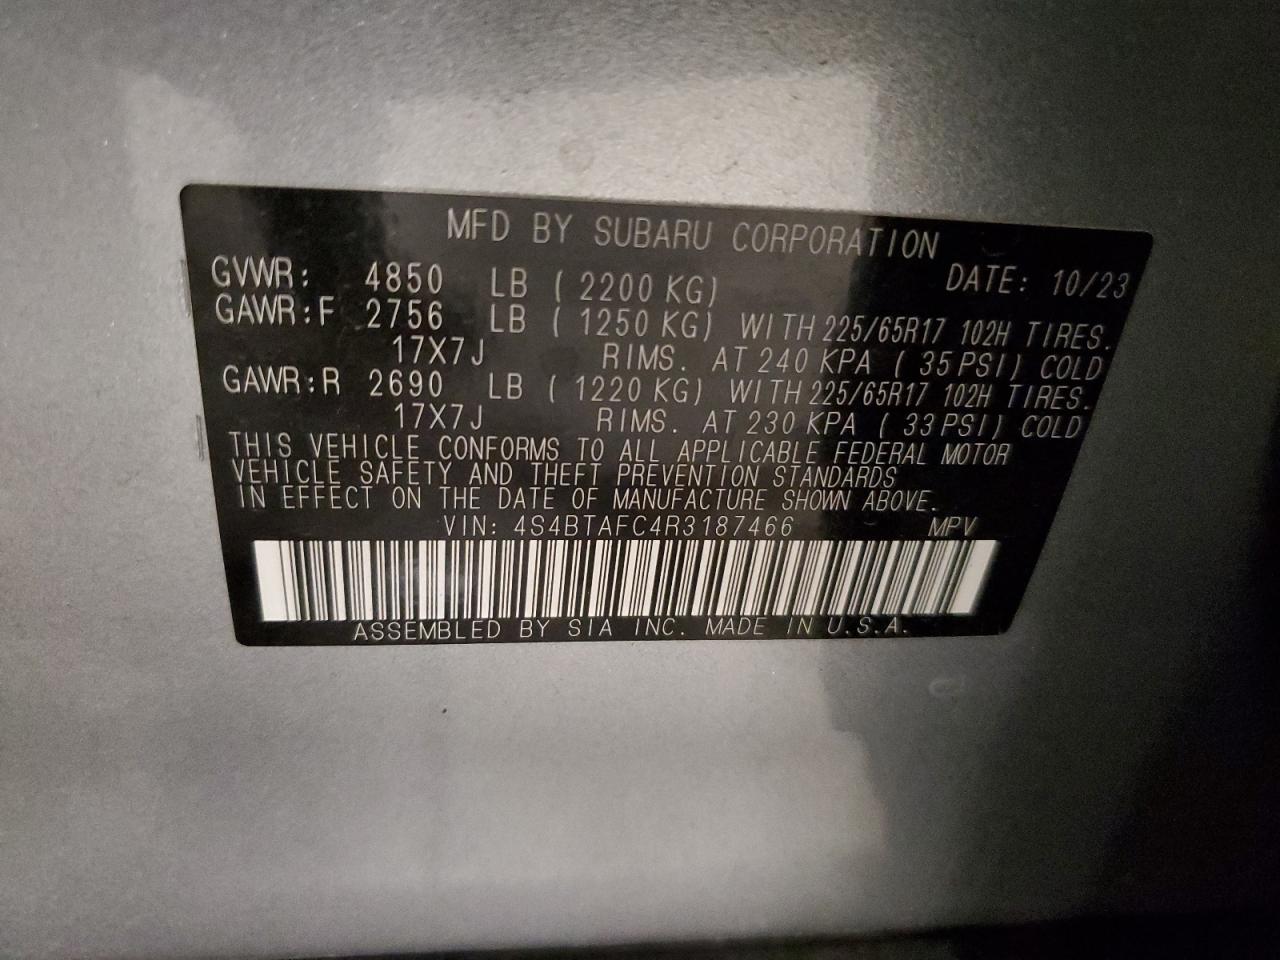 MFD BY SUBARU CORPORATION
GVWR: 4850 LB ( 2200 KG) DATE: 10/23
GAWR:F 2756 LB ( 1250 KG) WITH 225/65R17 102H TIRES.
17X7J RIMS. AT 240 KPA ( 35 PSI) COLD
GAWR:R 2690 LB ( 1220 KG) WITH 225/65R17 102H TIRES.
17X7J RIMS. AT 230 KPA ( 33 PSI) COLD
THIS VEHICLE CONFORMS TO ALL APPLICABLE FEDERAL MOTOR
VEHICLE SAFETY AND THEFT PREVENTION STANDARDS
IN EFFECT ON THE DATE OF MANUFACTURE SHOWN ABOVE.
VIN: 4S4BTAFC4R3187466 MPV
ASSEMBLED BY SIA INC. MADE IN U.S.A.